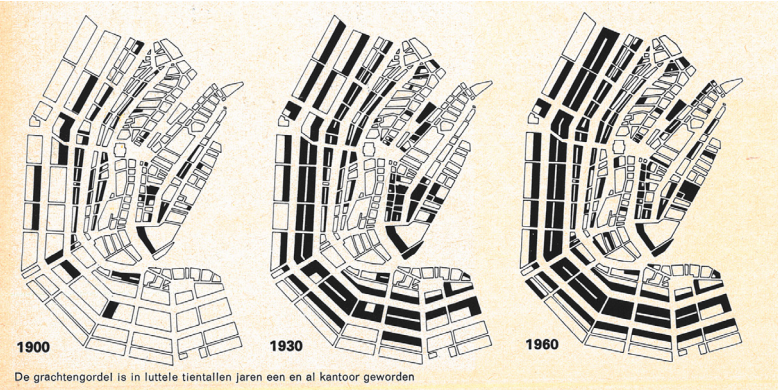 1900
1930
1960
De grachtengordel is in luttele tientallen jaren een en al kantoor geworden